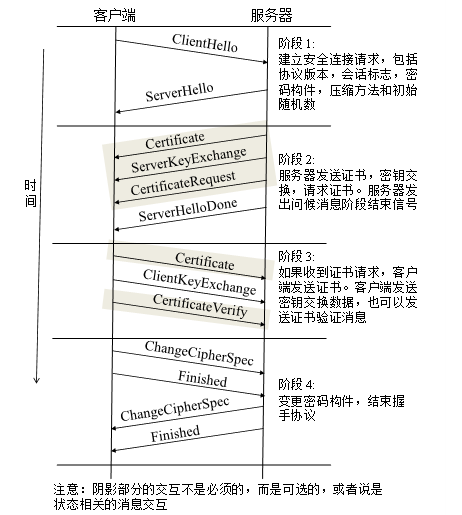 客户端 服务器
ClientHello
阶段 1:
建立安全连接请求，包括
协议版本，会话标志，密
码构件，压缩方法和初始
随机数
ServerHello
Certificate
ServerKeyExchange
CertificateRequest
ServerHelloDone
阶段 2:
服务器发送证书，密钥交
换，请求证书。服务器发
出问候消息阶段结束信号
时间
Certificate
ClientKeyExchange
CertificateVerify
阶段 3:
如果收到证书请求，客户
端发送证书。客户端发送
密钥交换数据，也可以发
送证书验证消息
ChangeCipherSpec
Finished
ChangeCipherSpec
Finished
阶段 4:
变更密码构件，结束握
手协议
注意：阴影部分的交互不是必须的，而是可选的，或者说是
状态相关的消息交互